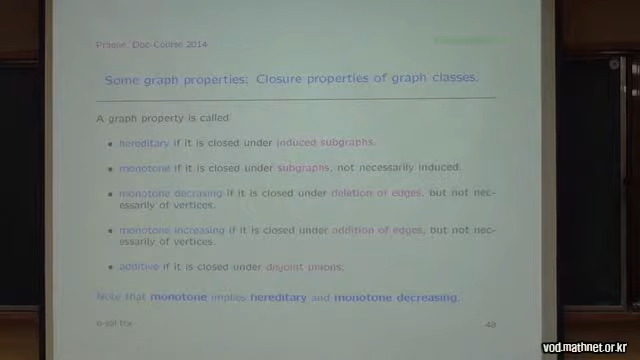 Prague, Doc-Course 2014
Some graph properties: Closure properties of graph classes.
A graph property is called
• hereditary if it is closed under induced subgraphs.
• monotone if it is closed under subgraphs, not necessarily induced.
• monotone decrasing if it is closed under deletion of edges, but not nec-
essarily of vertices.
• monotone increasing if it is closed under addition of edges, but not nec-
essarily of vertices.
• additive if it is closed under disjoint unions.
Note that monotone implies hereditary and monotone decreasing.
48
vod.mathnet.or.kr